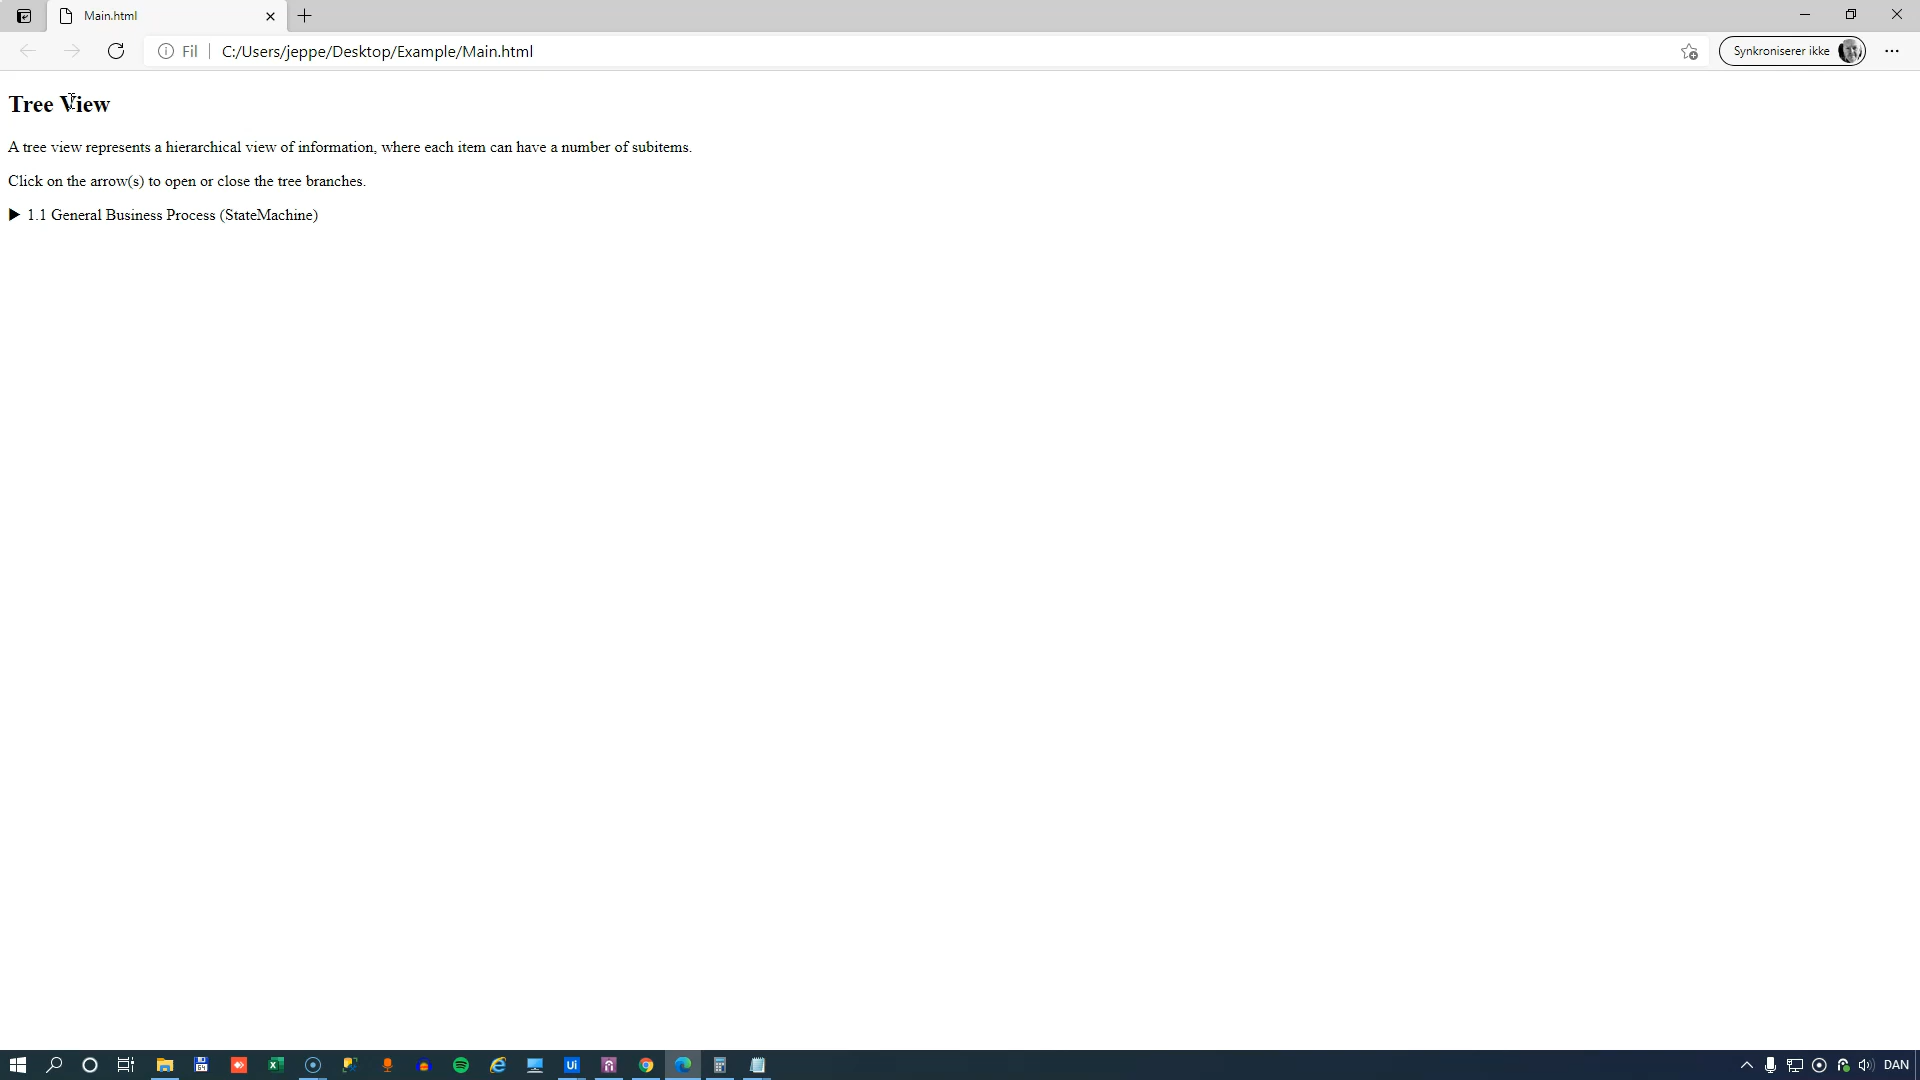 Main.html
Fil
C:/Users/jeppe/Desktop/Example/Main.html
Synkroniserer ikke
Tree View
A tree view represents a hierarchical view of information, where each item can have a number of subitems.
Click on the arrow(s) to open or close the tree branches.
▶ 1.1 General Business Process (StateMachine)
EN
Ui
DAN